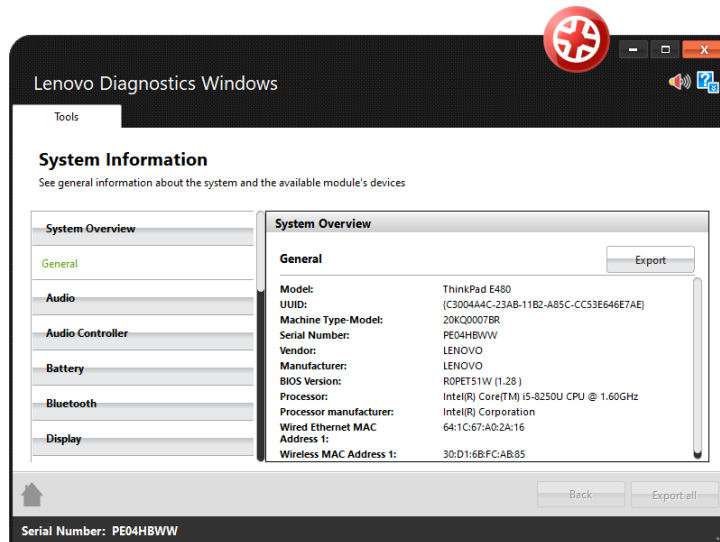 Lenovo Diagnostics Windows
Tools
System Information
See general information about the system and the available module's devices
System Overview
General
Audio
Audio Controller
Battery
Bluetooth
Display
System Overview
General
Export
Model: ThinkPad E480
UUID: {C3004A4C-23AB-11B2-A85C-CC53E646E7AE}
Machine Type-Model: 20KQ0007BR
Serial Number: PE04HBWW
Vendor: LENOVO
Manufacturer: LENOVO
BIOS Version: R0PET51W (1.28 )
Processor: Intel(R) Core(TM) i5-8250U CPU @ 1.60GHz
Processor manufacturer: Intel(R) Corporation
Wired Ethernet MAC 64:1C:67:A0:2A:16
Address 1:
Wireless MAC Address 1: 30:D1:6B:FC:AB:85
Back
Export all
Serial Number: PE04HBWW